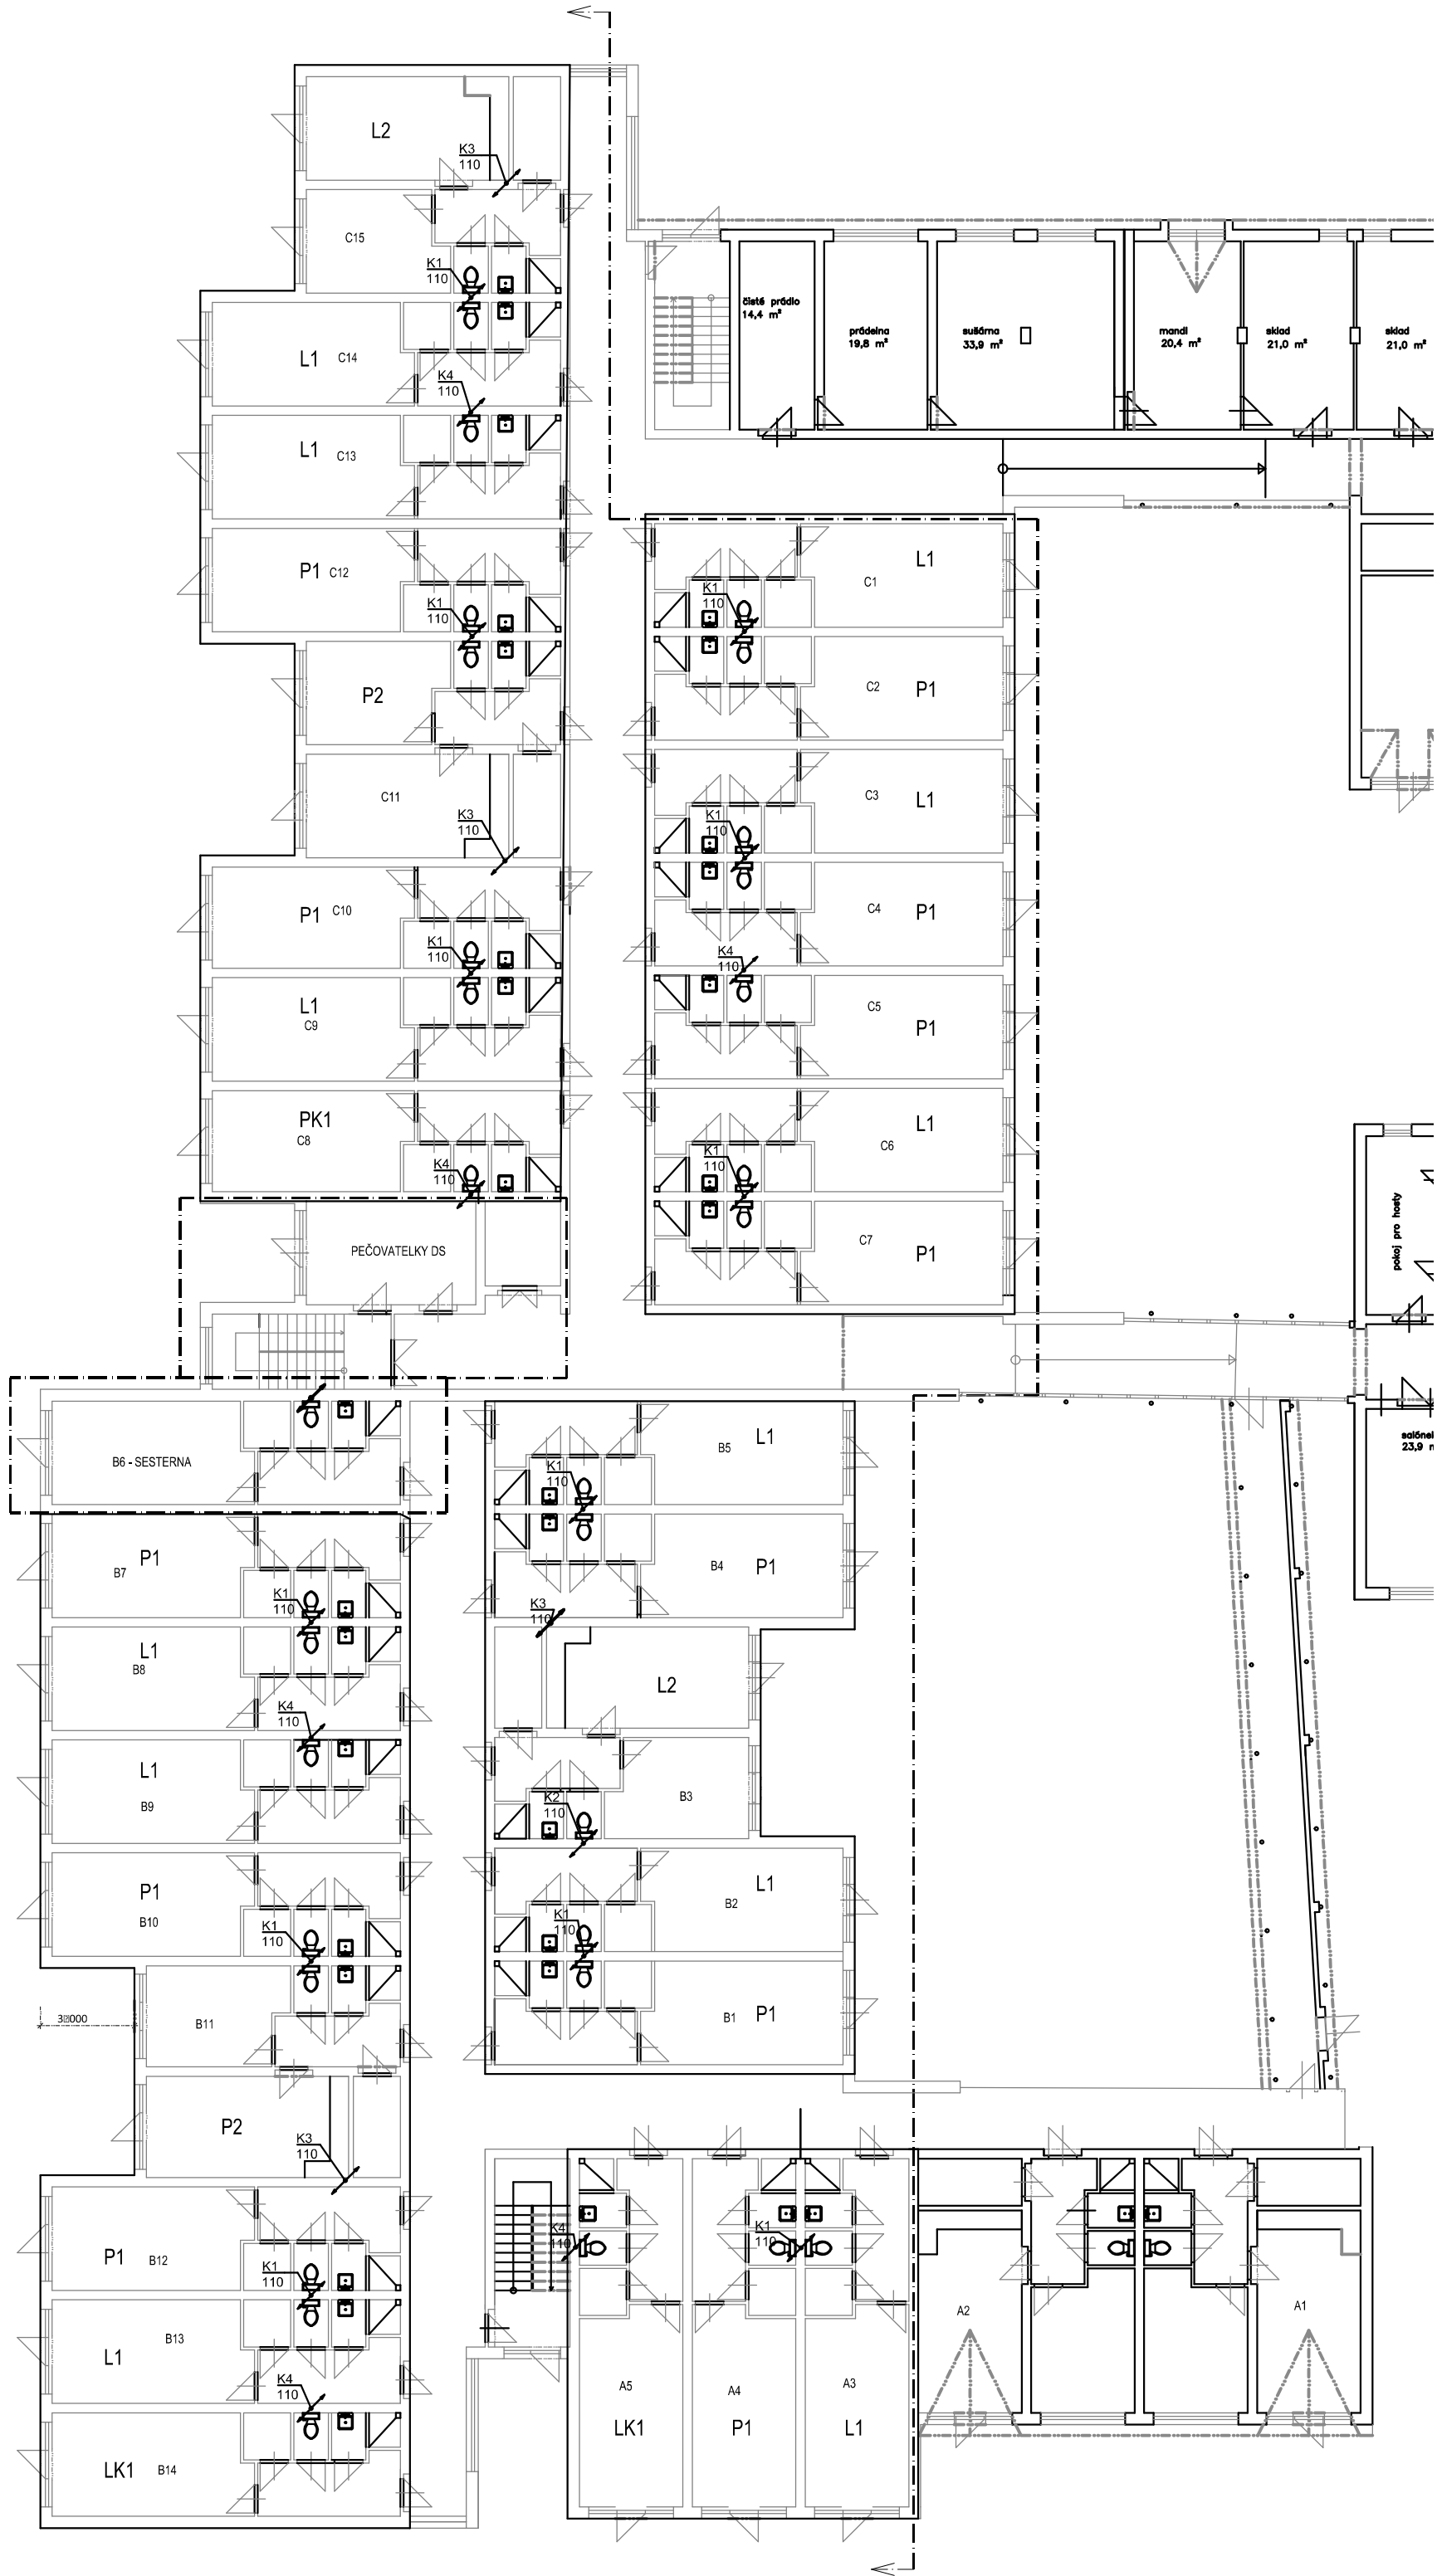 L2
K3
110
C15
K1
110
čisté prádlo
14,4 m²
prádelna
19,8 m²
sušárna
33,9 m²
mandl
20,4 m²
sklad
21,0 m²
sklad
21,0 m²
L1 C14
K4
110
L1 C13
P1 C12
K1
110
P2
C11
K3
110
P1 C10
K1
110
L1
C9
PK1
C8
K4
110
C1 L1
K1
110
C2 P1
C3 L1
K1
110
C4 P1
K4
110
C5 P1
C6 L1
K1
110
C7 P1
pokoj pro hosty
PEČOVATELKY DS
B6 - SESTERNA
23,9
B5 L1
K1
110
B4 P1
K3
110
L2
B3
K2
110
B2 L1
K1
110
B1 P1
P1
B7
K1
110
L1
B8
K4
110
L1
B9
P1
B10
K1
110
B11
P2
K3
110
P1 B12
K1
110
B13
L1
K4
110
LK1 B14
K4
110
K1
110
A5
LK1
A4
P1
A3
L1
A2
A1